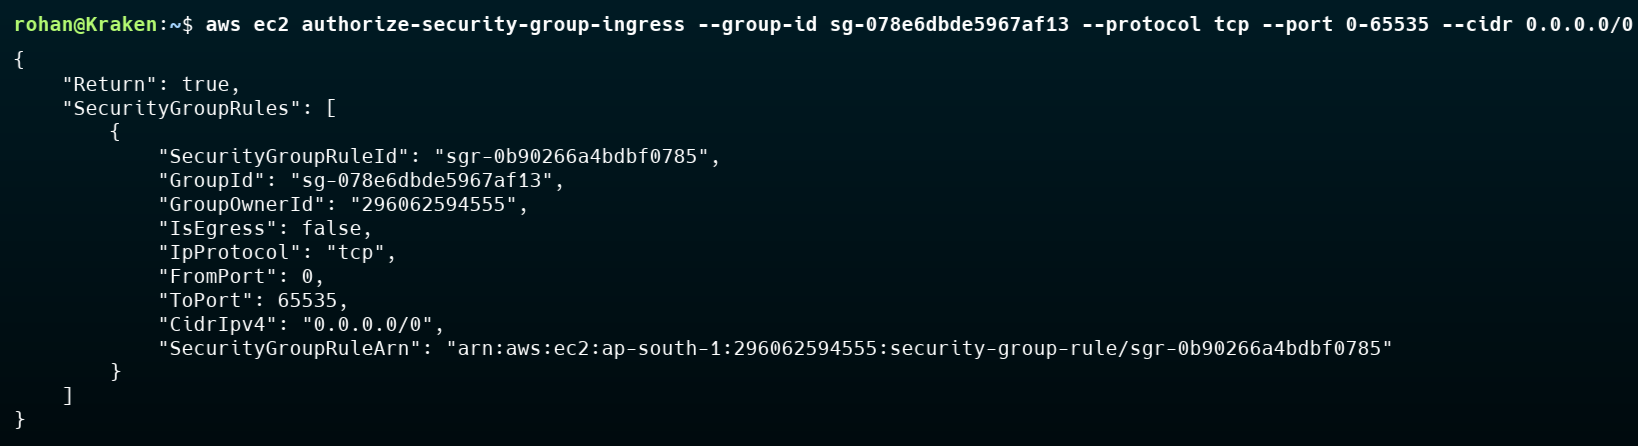 rohan@Kraken:~$ aws ec2 authorize-security-group-ingress --group-id sg-078e6dbde5967af13 --protocol tcp --port 0-65535 --cidr 0.0.0.0/0
{
    "Return": true,
    "SecurityGroupRules": [
        {
            "SecurityGroupRuleId": "sgr-0b90266a4bdbf0785",
            "GroupId": "sg-078e6dbde5967af13",
            "GroupOwnerId": "296062594555",
            "IsEgress": false,
            "IpProtocol": "tcp",
            "FromPort": 0,
            "ToPort": 65535,
            "CidrIpv4": "0.0.0.0/0",
            "SecurityGroupRuleArn": "arn:aws:ec2:ap-south-1:296062594555:security-group-rule/sgr-0b90266a4bdbf0785"
        }
    ]
}